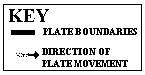 KEY
PLATE BOUNDARIES
DIRECTION OF
PLATE MOVEMENT